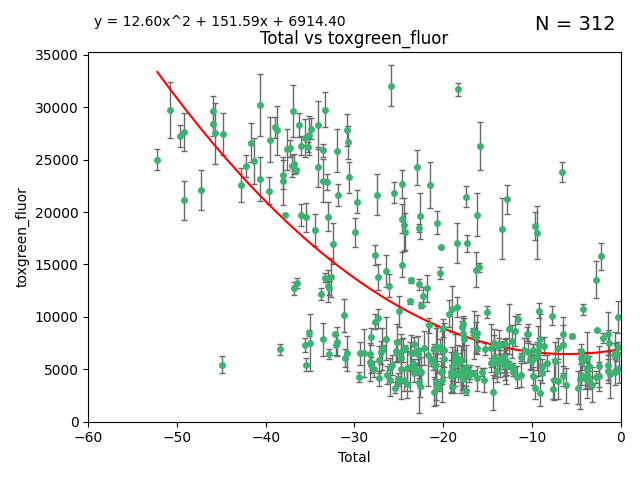 y = 12.60x^2 + 151.59x + 6914.40
N = 312
Total vs toxgreen_fluor
35000
30000
25000
20000
15000
10000
5000
0
toxgreen_fluor
−60 −50 −40 −30 −20 −10 0
Total